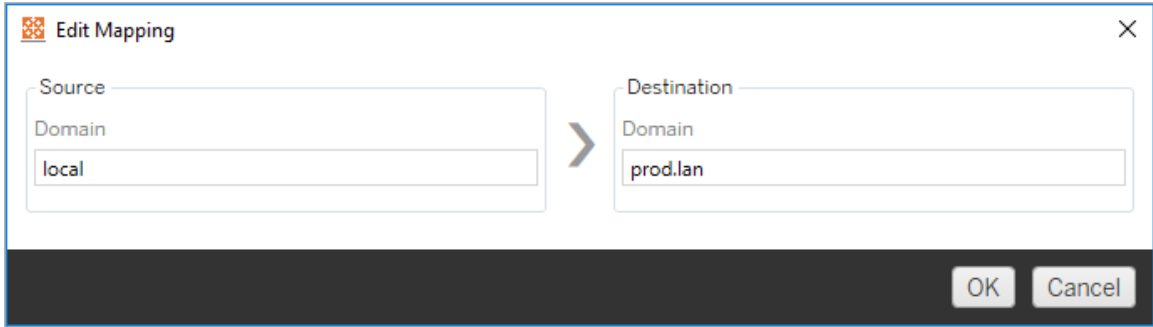 Edit Mapping
Source
Domain
local
Destination
Domain
prod.lan
OK
Cancel